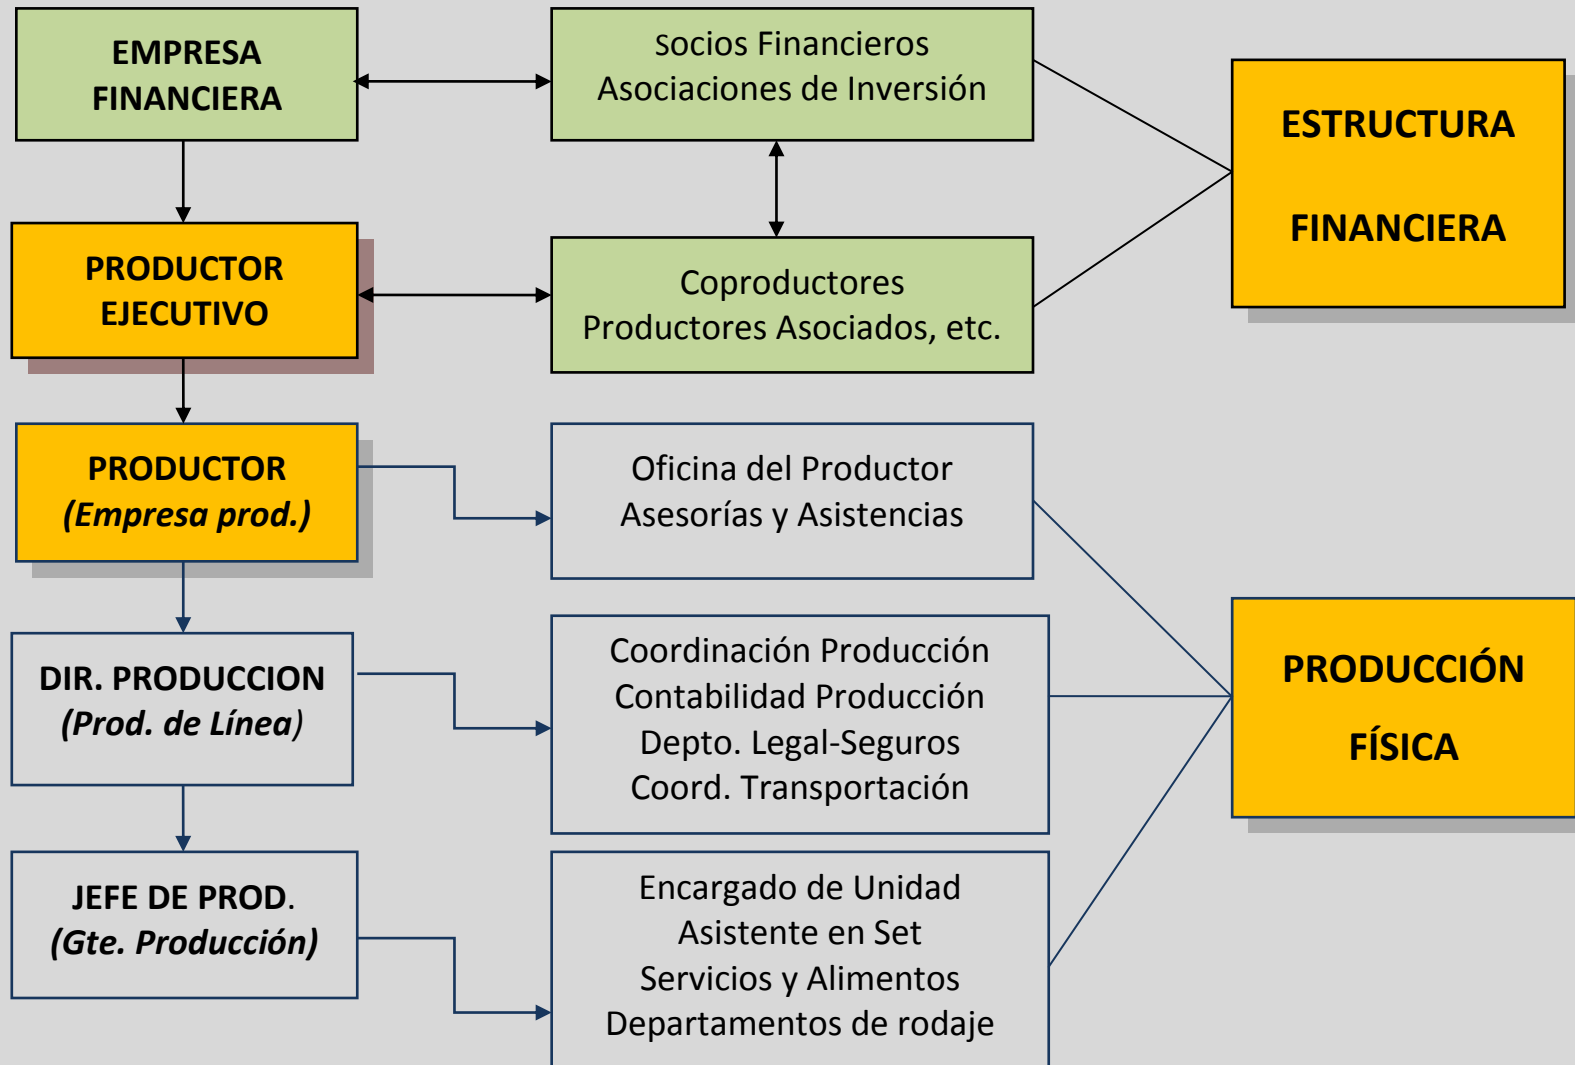 EMPRESA
FINANCIERA
Socios Financieros
Asociaciones de Inversión
ESTRUCTURA
FINANCIERA
PRODUCTOR
EJECUTIVO
Coproductores
Productores Asociados, etc.
PRODUCTOR
(Empresa prod.)
Oficina del Productor
Asesorías y Asistencias
DIR. PRODUCCION
(Prod. de Línea)
Coordinación Producción
Contabilidad Producción
Depto. Legal-Seguros
Coord. Transportación
PRODUCCIÓN
FÍSICA
JEFE DE PROD.
(Gte. Producción)
Encargado de Unidad
Asistente en Set
Servicios y Alimentos
Departamentos de rodaje